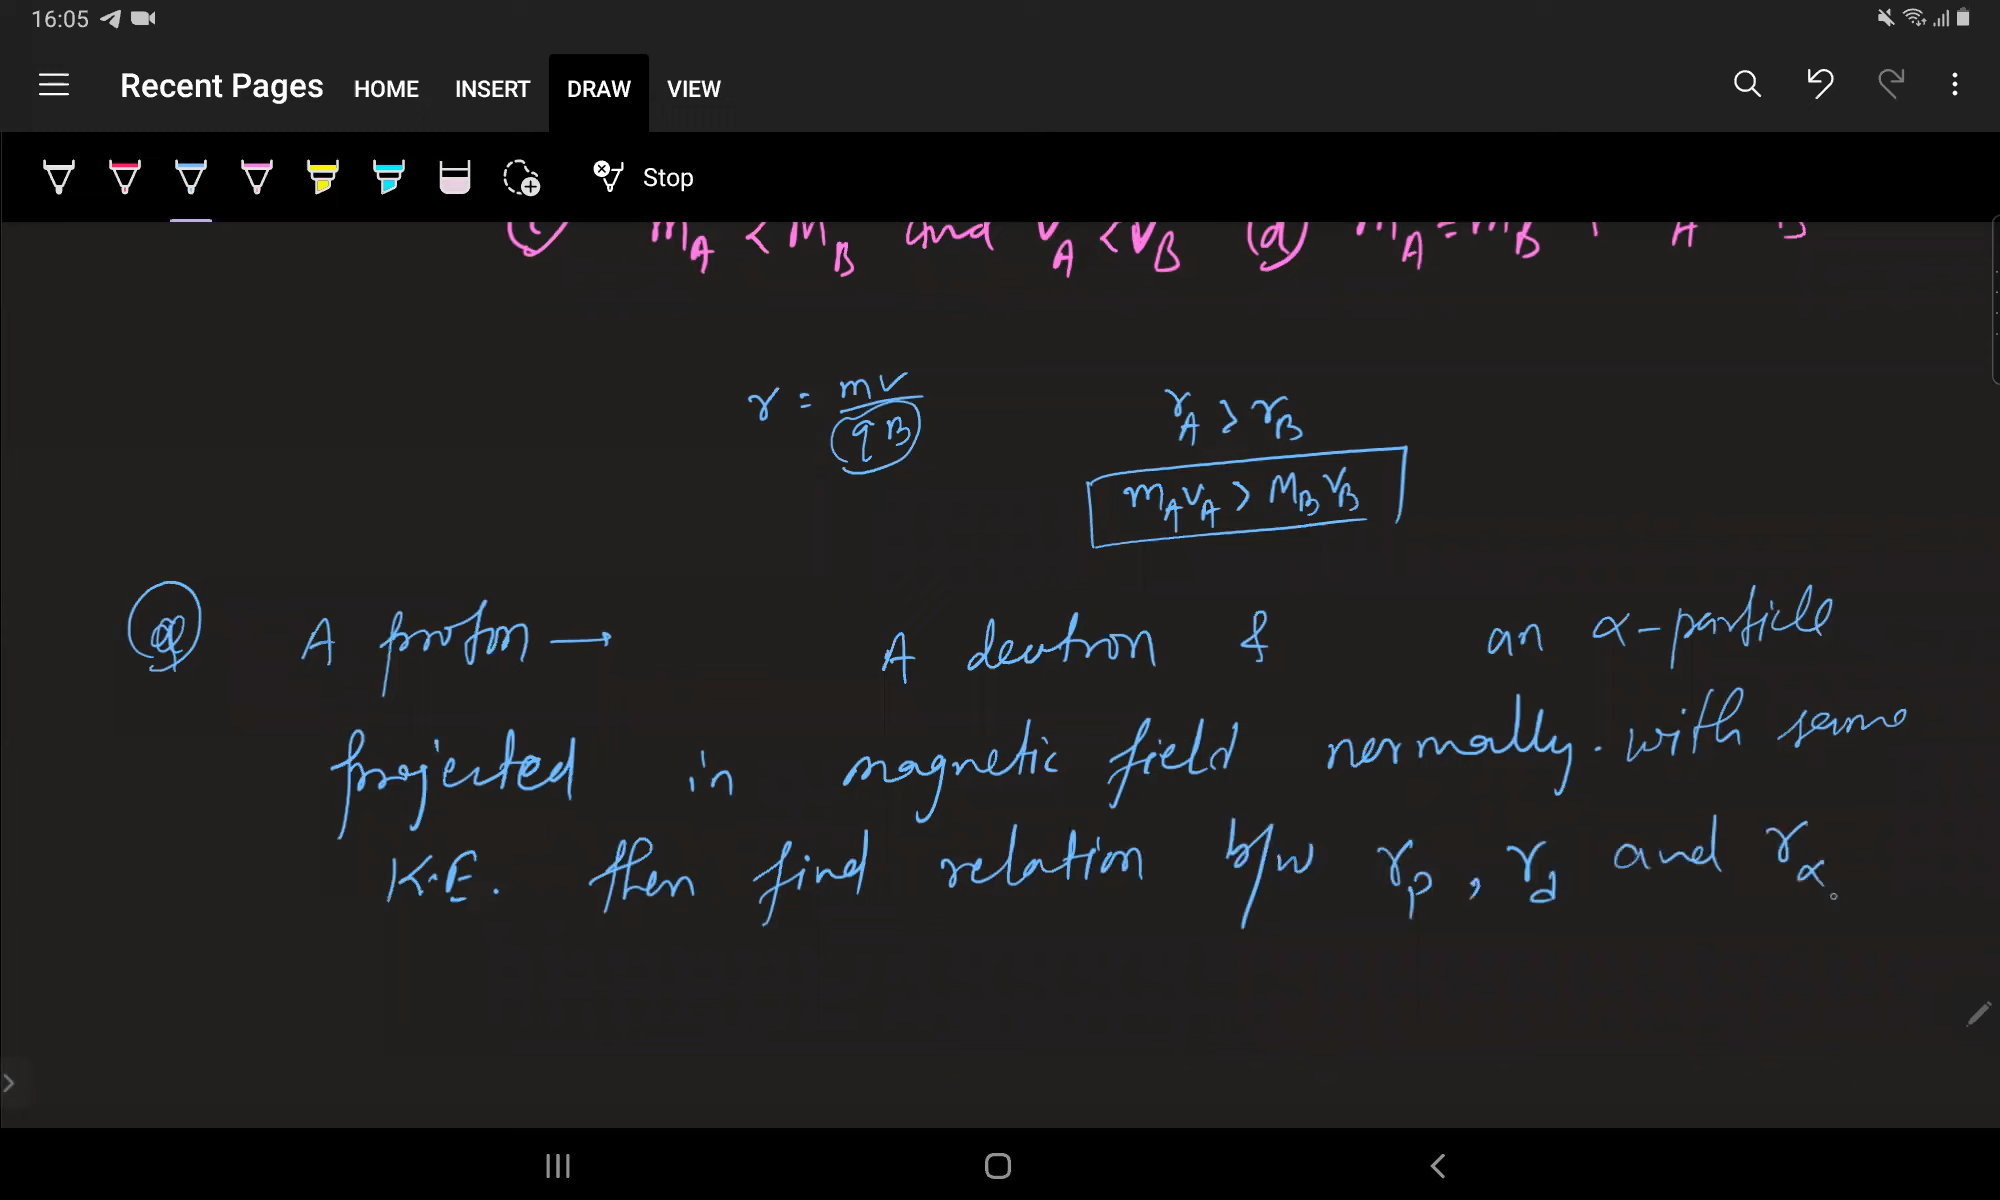 16:05
Recent Pages HOME INSERT DRAW VIEW
Stop
mA < MB and VA < VB (d) mA = mB
r = mv / qB
rA > rB
mAvA > MBVB
Q A proton → A deutron & an α-particle
projected in magnetic field normally. with same
K.E. then find relation b/w rp, rd and rα